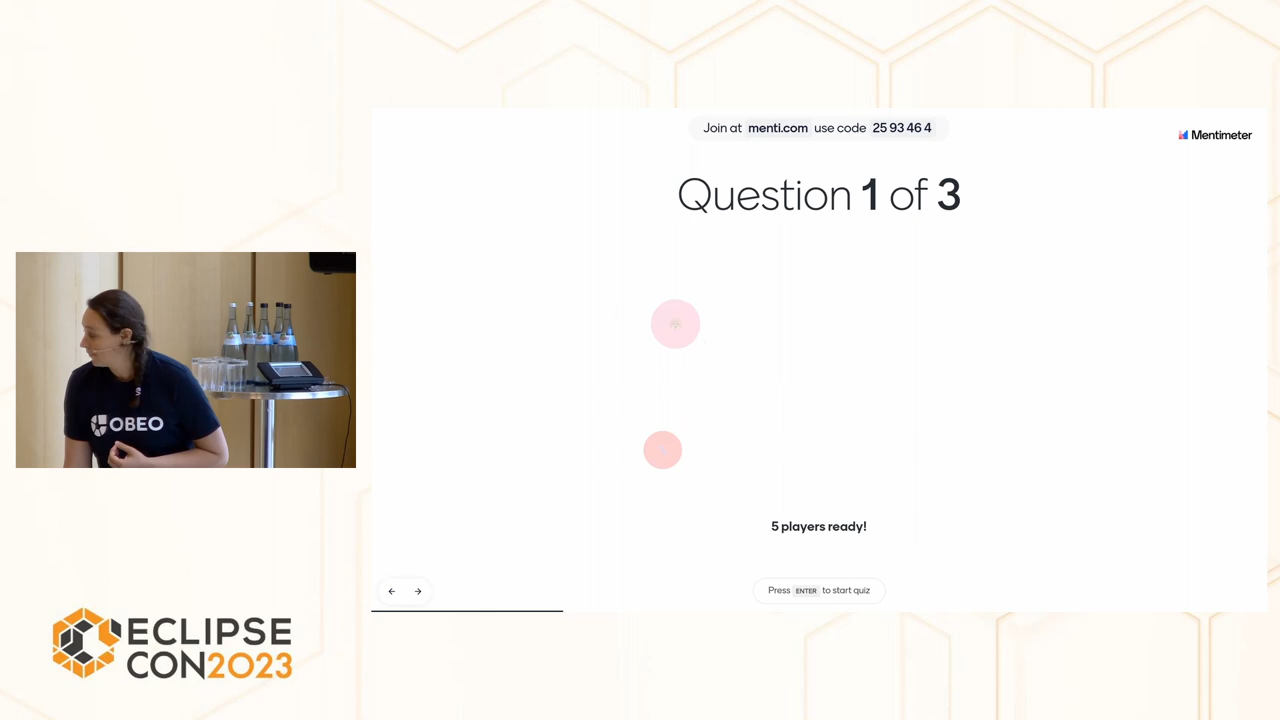 Join at menti.com use code 25 93 46 4
Mentimeter
Question 1 of 3
OBEO
5 players ready!
Press ENTER to start quiz
ECLIPSE
CON2023